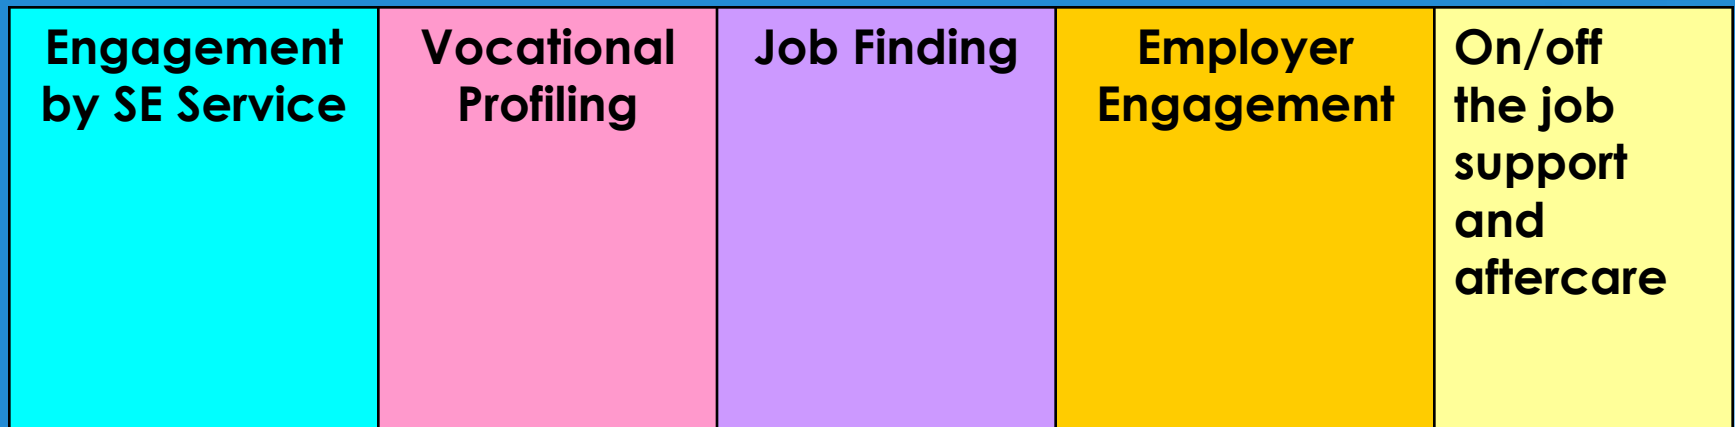 Engagement
by SE Service
Vocational
Profiling
Job Finding
Employer
Engagement
On/off
the job
support
and
aftercare